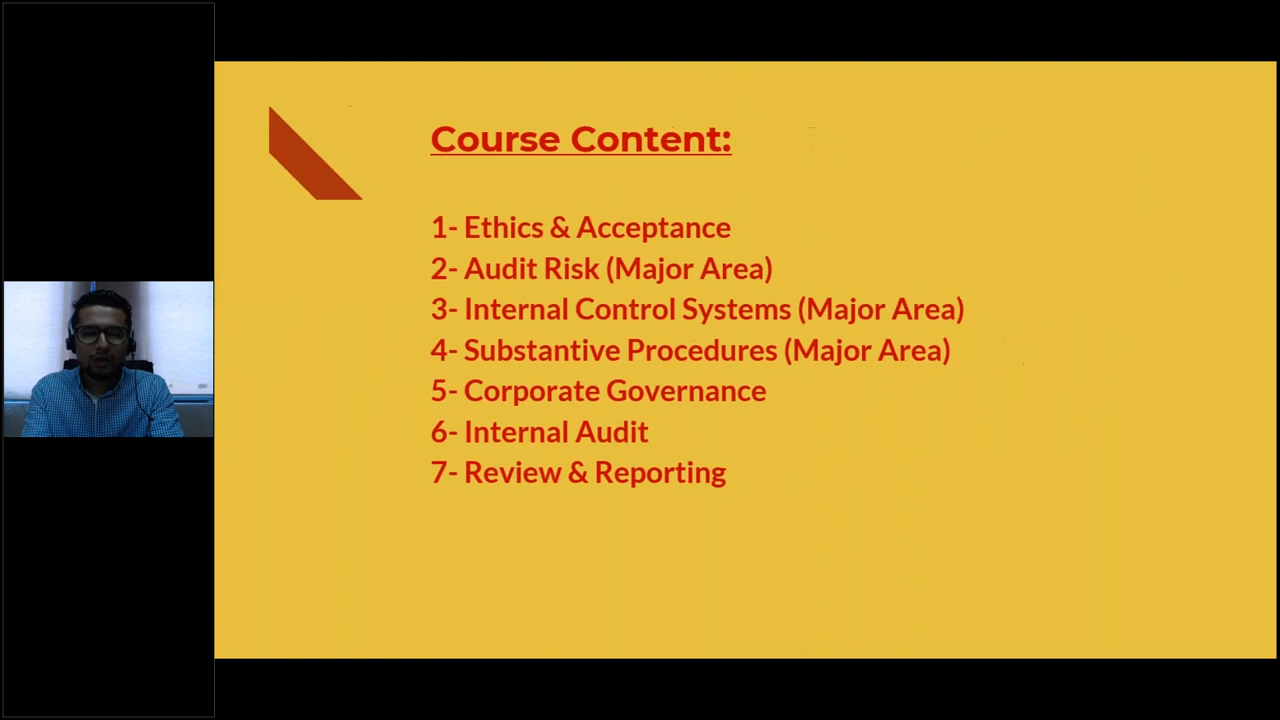 Course Content:
1- Ethics & Acceptance
2- Audit Risk (Major Area)
3- Internal Control Systems (Major Area)
4- Substantive Procedures (Major Area)
5- Corporate Governance
6- Internal Audit
7- Review & Reporting